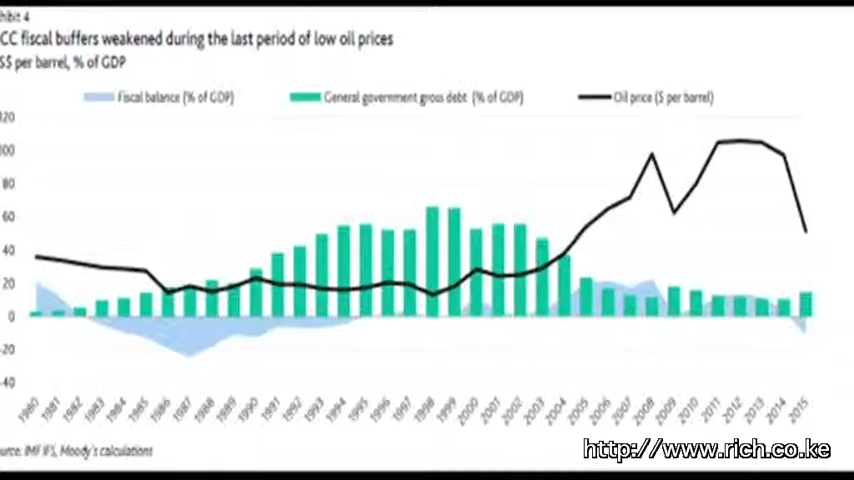 hibit 4
CC fiscal buffers weakened during the last period of low oil prices
S$ per barrel, % of GDP
Fiscal balance (% of GDP) General government gross debt (% of GDP) Oil price ($ per barrel)
120
100
80
60
40
20
0
-20
-40
1980 1981 1982 1983 1984 1985 1986 1987 1988 1989 1990 1991 1992 1993 1994 1995 1996 1997 1998 1999 2000 2001 2002 2003 2004 2005 2006 2007 2008 2009 2010 2011 2012 2013 2014 2015
urce: IMF IFS, Moody's calculations
http://www.rich.co.ke